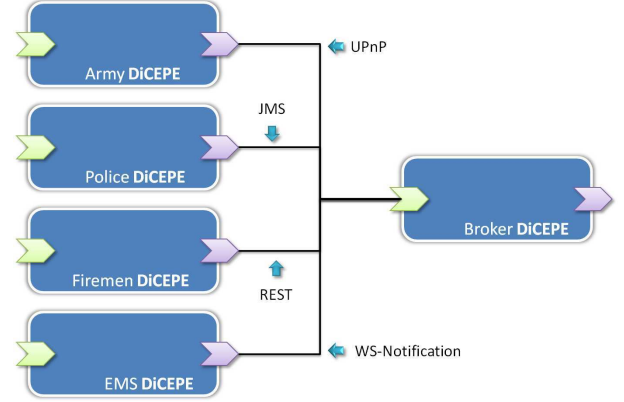 UPnP
Army DiCEPE
JMS
Police DiCEPE
Broker DiCEPE
Firemen DiCEPE
REST
WS-Notification
EMS DiCEPE